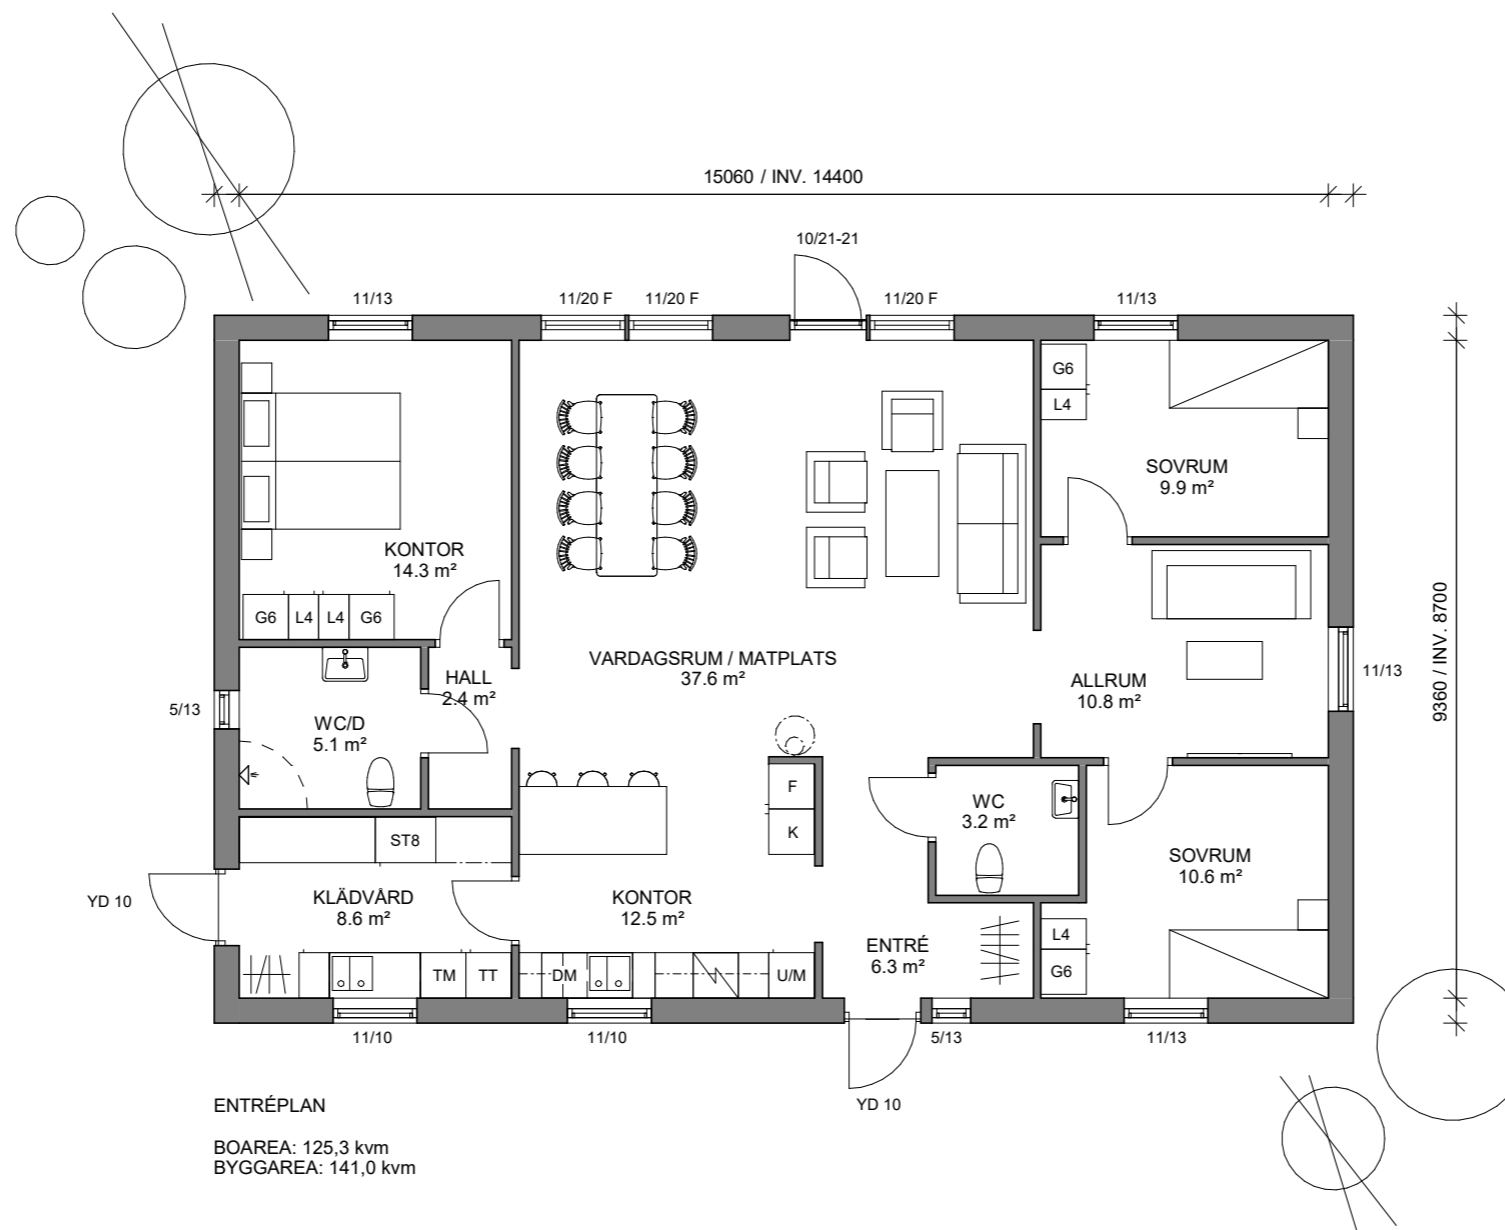 15060 / INV. 14400
10/21-21
11/13
11/20 F
11/20 F
11/20 F
11/13
G6
L4
SOVRUM
9.9 m²
KONTOR
14.3 m²
G6
L4
L4
G6
9360 / INV. 8700
VARDAGSRUM / MATPLATS
37.6 m²
HALL
2.4 m²
ALLRUM
10.8 m²
11/13
5/13
WC/D
5.1 m²
F
K
WC
3.2 m²
ST8
SOVRUM
10.6 m²
YD 10
KLÄDVÅRD
8.6 m²
KONTOR
12.5 m²
ENTRÉ
6.3 m²
L4
G6
TM
TT
DM
U/M
11/10
11/10
5/13
11/13
YD 10
ENTRÉPLAN
BOAREA: 125,3 kvm
BYGGAREA: 141,0 kvm